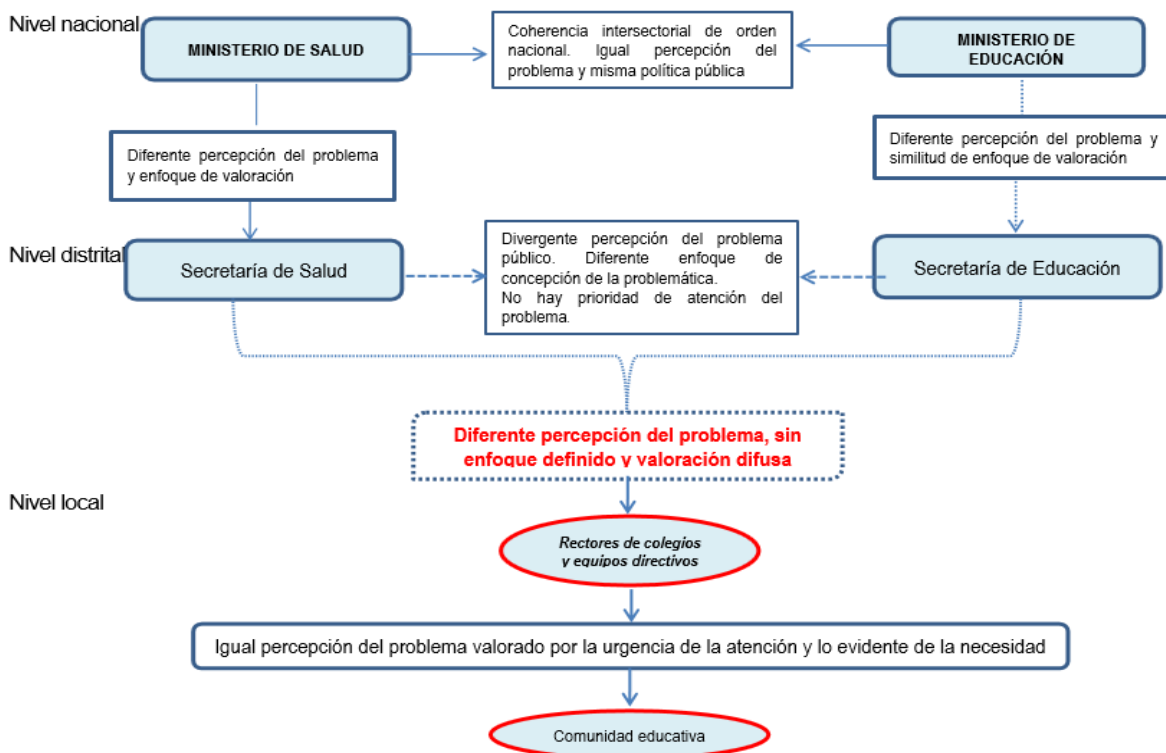 Nivel nacional
MINISTERIO DE SALUD
Coherencia intersectorial de orden
nacional. Igual percepción del
problema y misma política pública
MINISTERIO DE
EDUCACIÓN
Diferente percepción del problema
y enfoque de valoración
Diferente percepción del problema y
similitud de enfoque de valoración
Nivel distrital
Secretaría de Salud
Divergente percepción del problema
público. Diferente enfoque de
concepción de la problemática.
No hay prioridad de atención del
problema.
Secretaría de Educación
Diferente percepción del problema, sin
enfoque definido y valoración difusa
Nivel local
Rectores de colegios
y equipos directivos
Igual percepción del problema valorado por la urgencia de la atención y lo evidente de la necesidad
Comunidad educativa